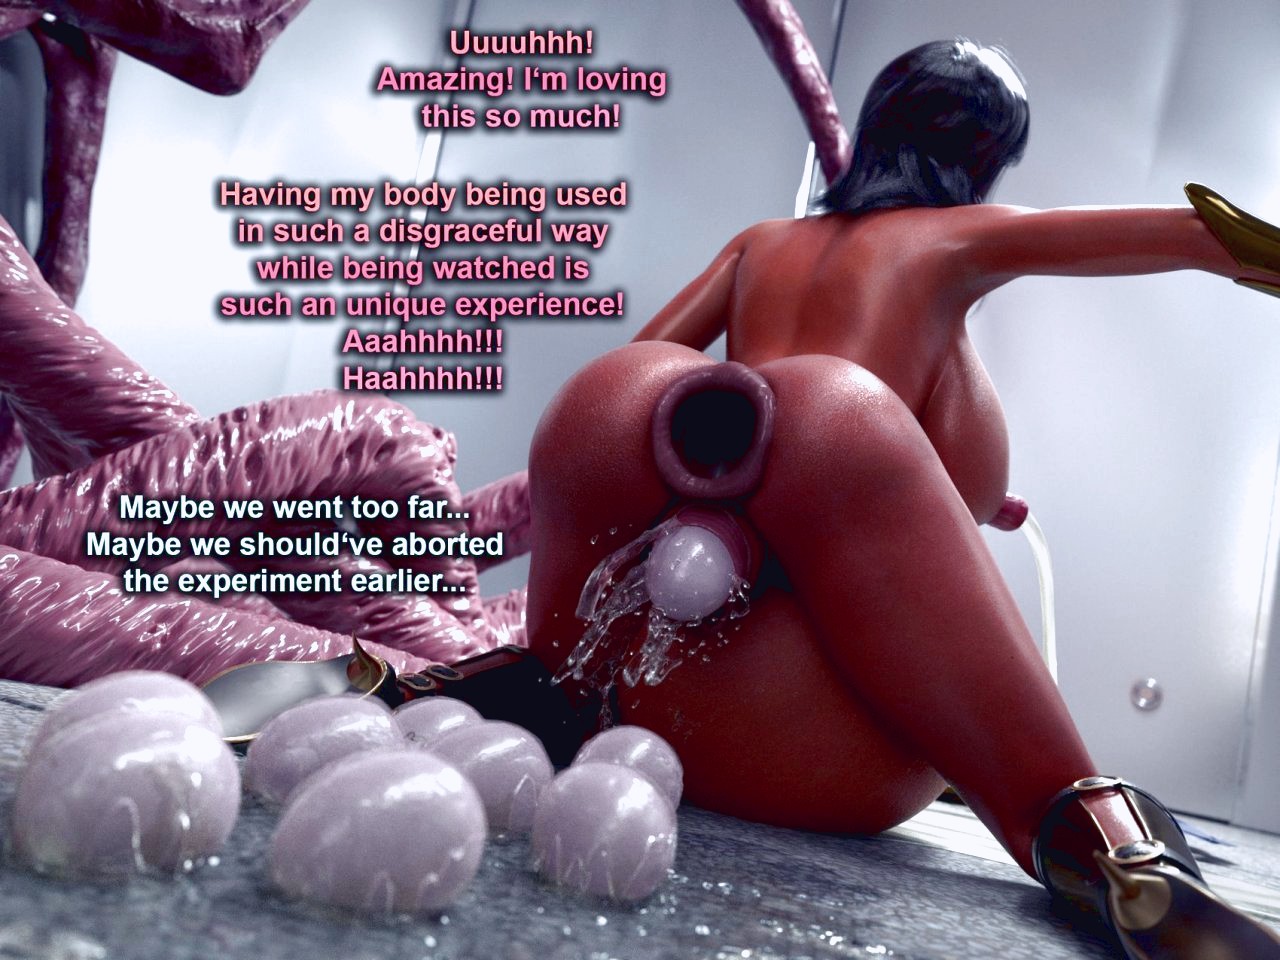 Uuuuhhh!
Amazing! I‘m loving
this so much!
Having my body being used
in such a disgraceful way
while being watched is
such an unique experience!
Aaahhhh!!!
Haahhhh!!!
Maybe we went too far...
Maybe we should‘ve aborted
the experiment earlier...